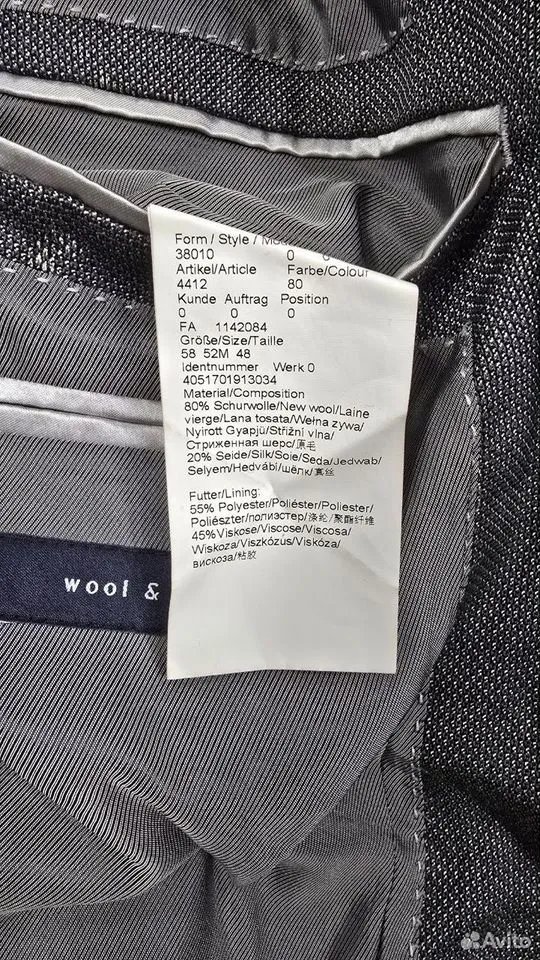 Form / Style /
38010 0
Artikel/Article Farbe/Colour
4412 80
Kunde Auftrag Position
0 0 0
FA 1142084
Größe/Size/Taille
58 52M 48
Identnummer Werk 0
4051701913034
Material/Composition
80% Schurwolle/New wool/Laine
vierge/Lana tosata/Wełna żywa/
Nyírott Gyapjú/Střižní vlna/
Стриженная шерс/原毛
20% Seide/Silk/Soie/Seda/Jedwab/
Selyem/Hedvábí/шёлк/真丝
Futter/Lining:
55% Polyester/Poliéster/Poliester/
Poliészter/полиэстер/涤纶/聚酯纤维
45%Viskose/Viscose/Viscosa/
Wiskoza/Viszkózus/Viskóza/
вискоза/粘胶
wool &
Avito